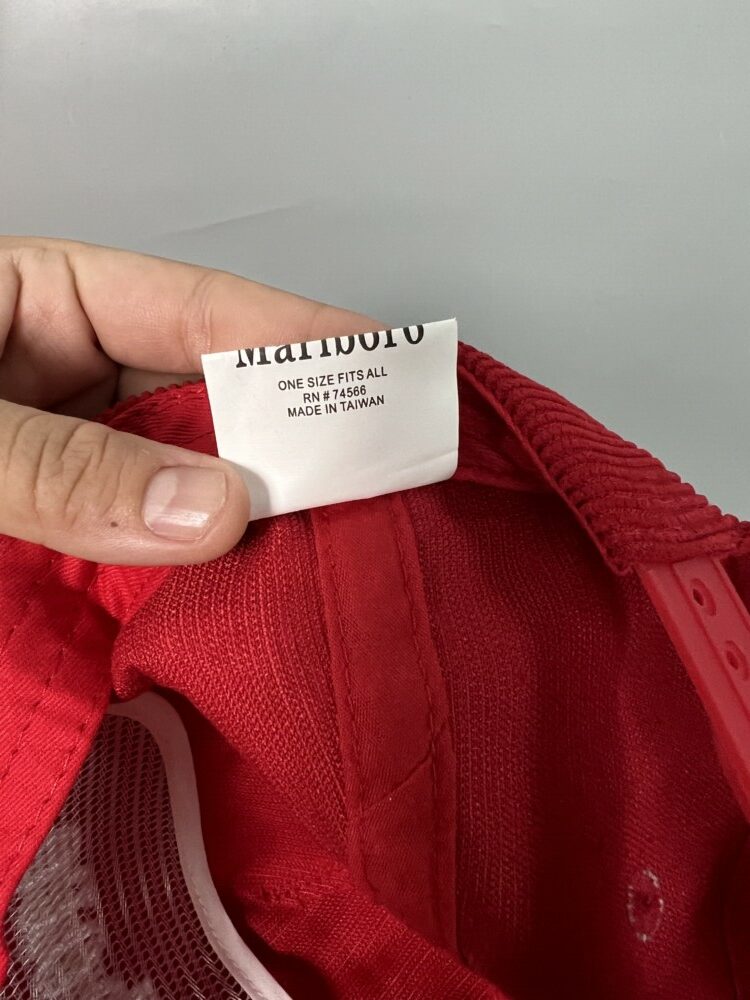 Marlboro
ONE SIZE FITS ALL
RN # 74566
MADE IN TAIWAN